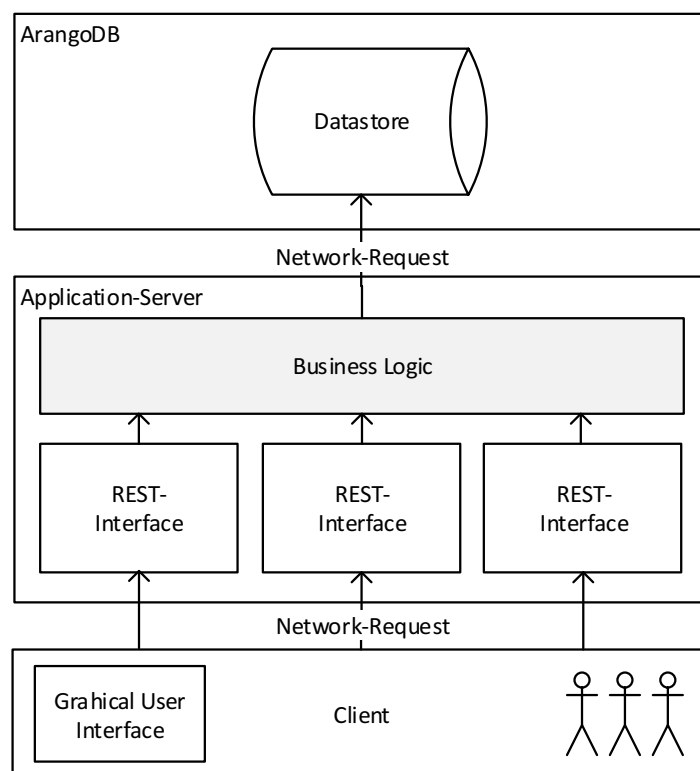 ArangoDB
Datastore
Network-Request
Application-Server
Business Logic
REST-
Interface
REST-
Interface
REST-
Interface
Network-Request
Grahical User
Interface
Client